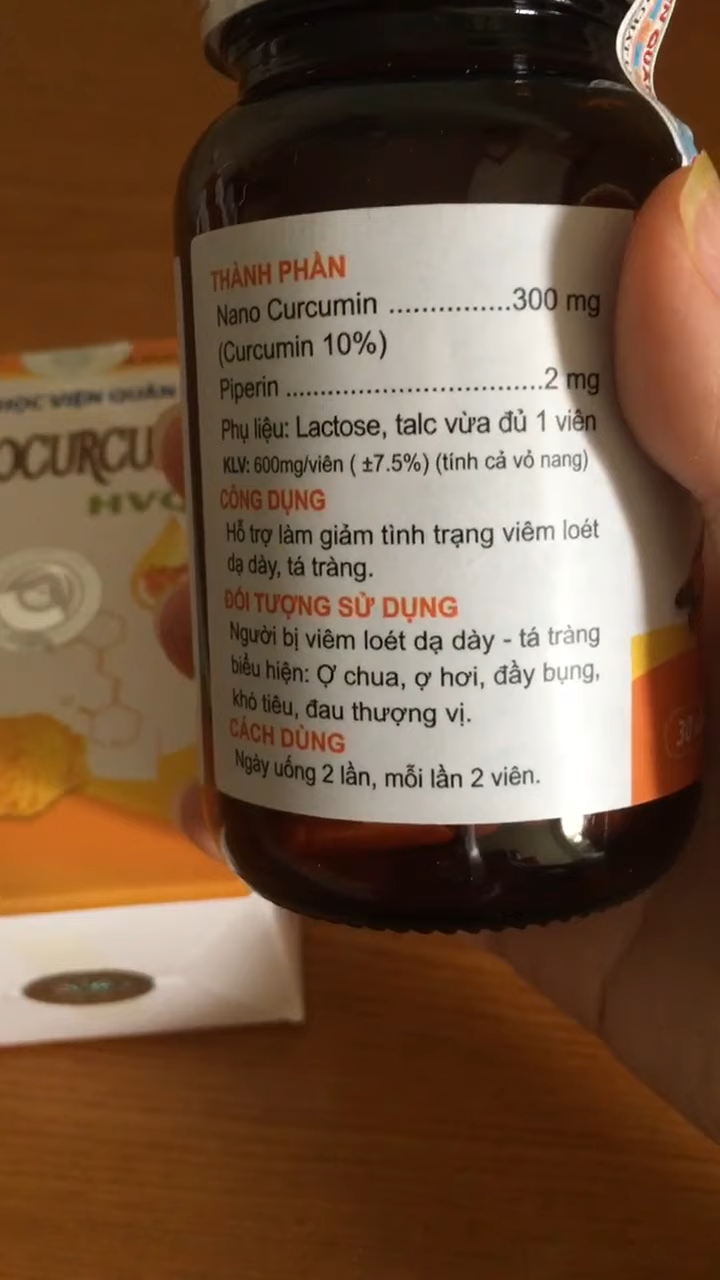 THÀNH PHẦN
Nano Curcumin ...............300 mg
(Curcumin 10%)
Piperin ................................2 mg
Phụ liệu: Lactose, talc vừa đủ 1 viên
KLV: 600mg/viên ( ±7.5%) (tính cả vỏ nang)
CÔNG DỤNG
Hỗ trợ làm giảm tình trạng viêm loét
dạ dày, tá tràng.
ĐỐI TƯỢNG SỬ DỤNG
Người bị viêm loét dạ dày - tá tràng
biểu hiện: Ợ chua, ợ hơi, đầy bụng,
khó tiêu, đau thượng vị.
CÁCH DÙNG
Ngày uống 2 lần, mỗi lần 2 viên.
HỌC VIỆN QUÂN
OCURCU
HVQ
30